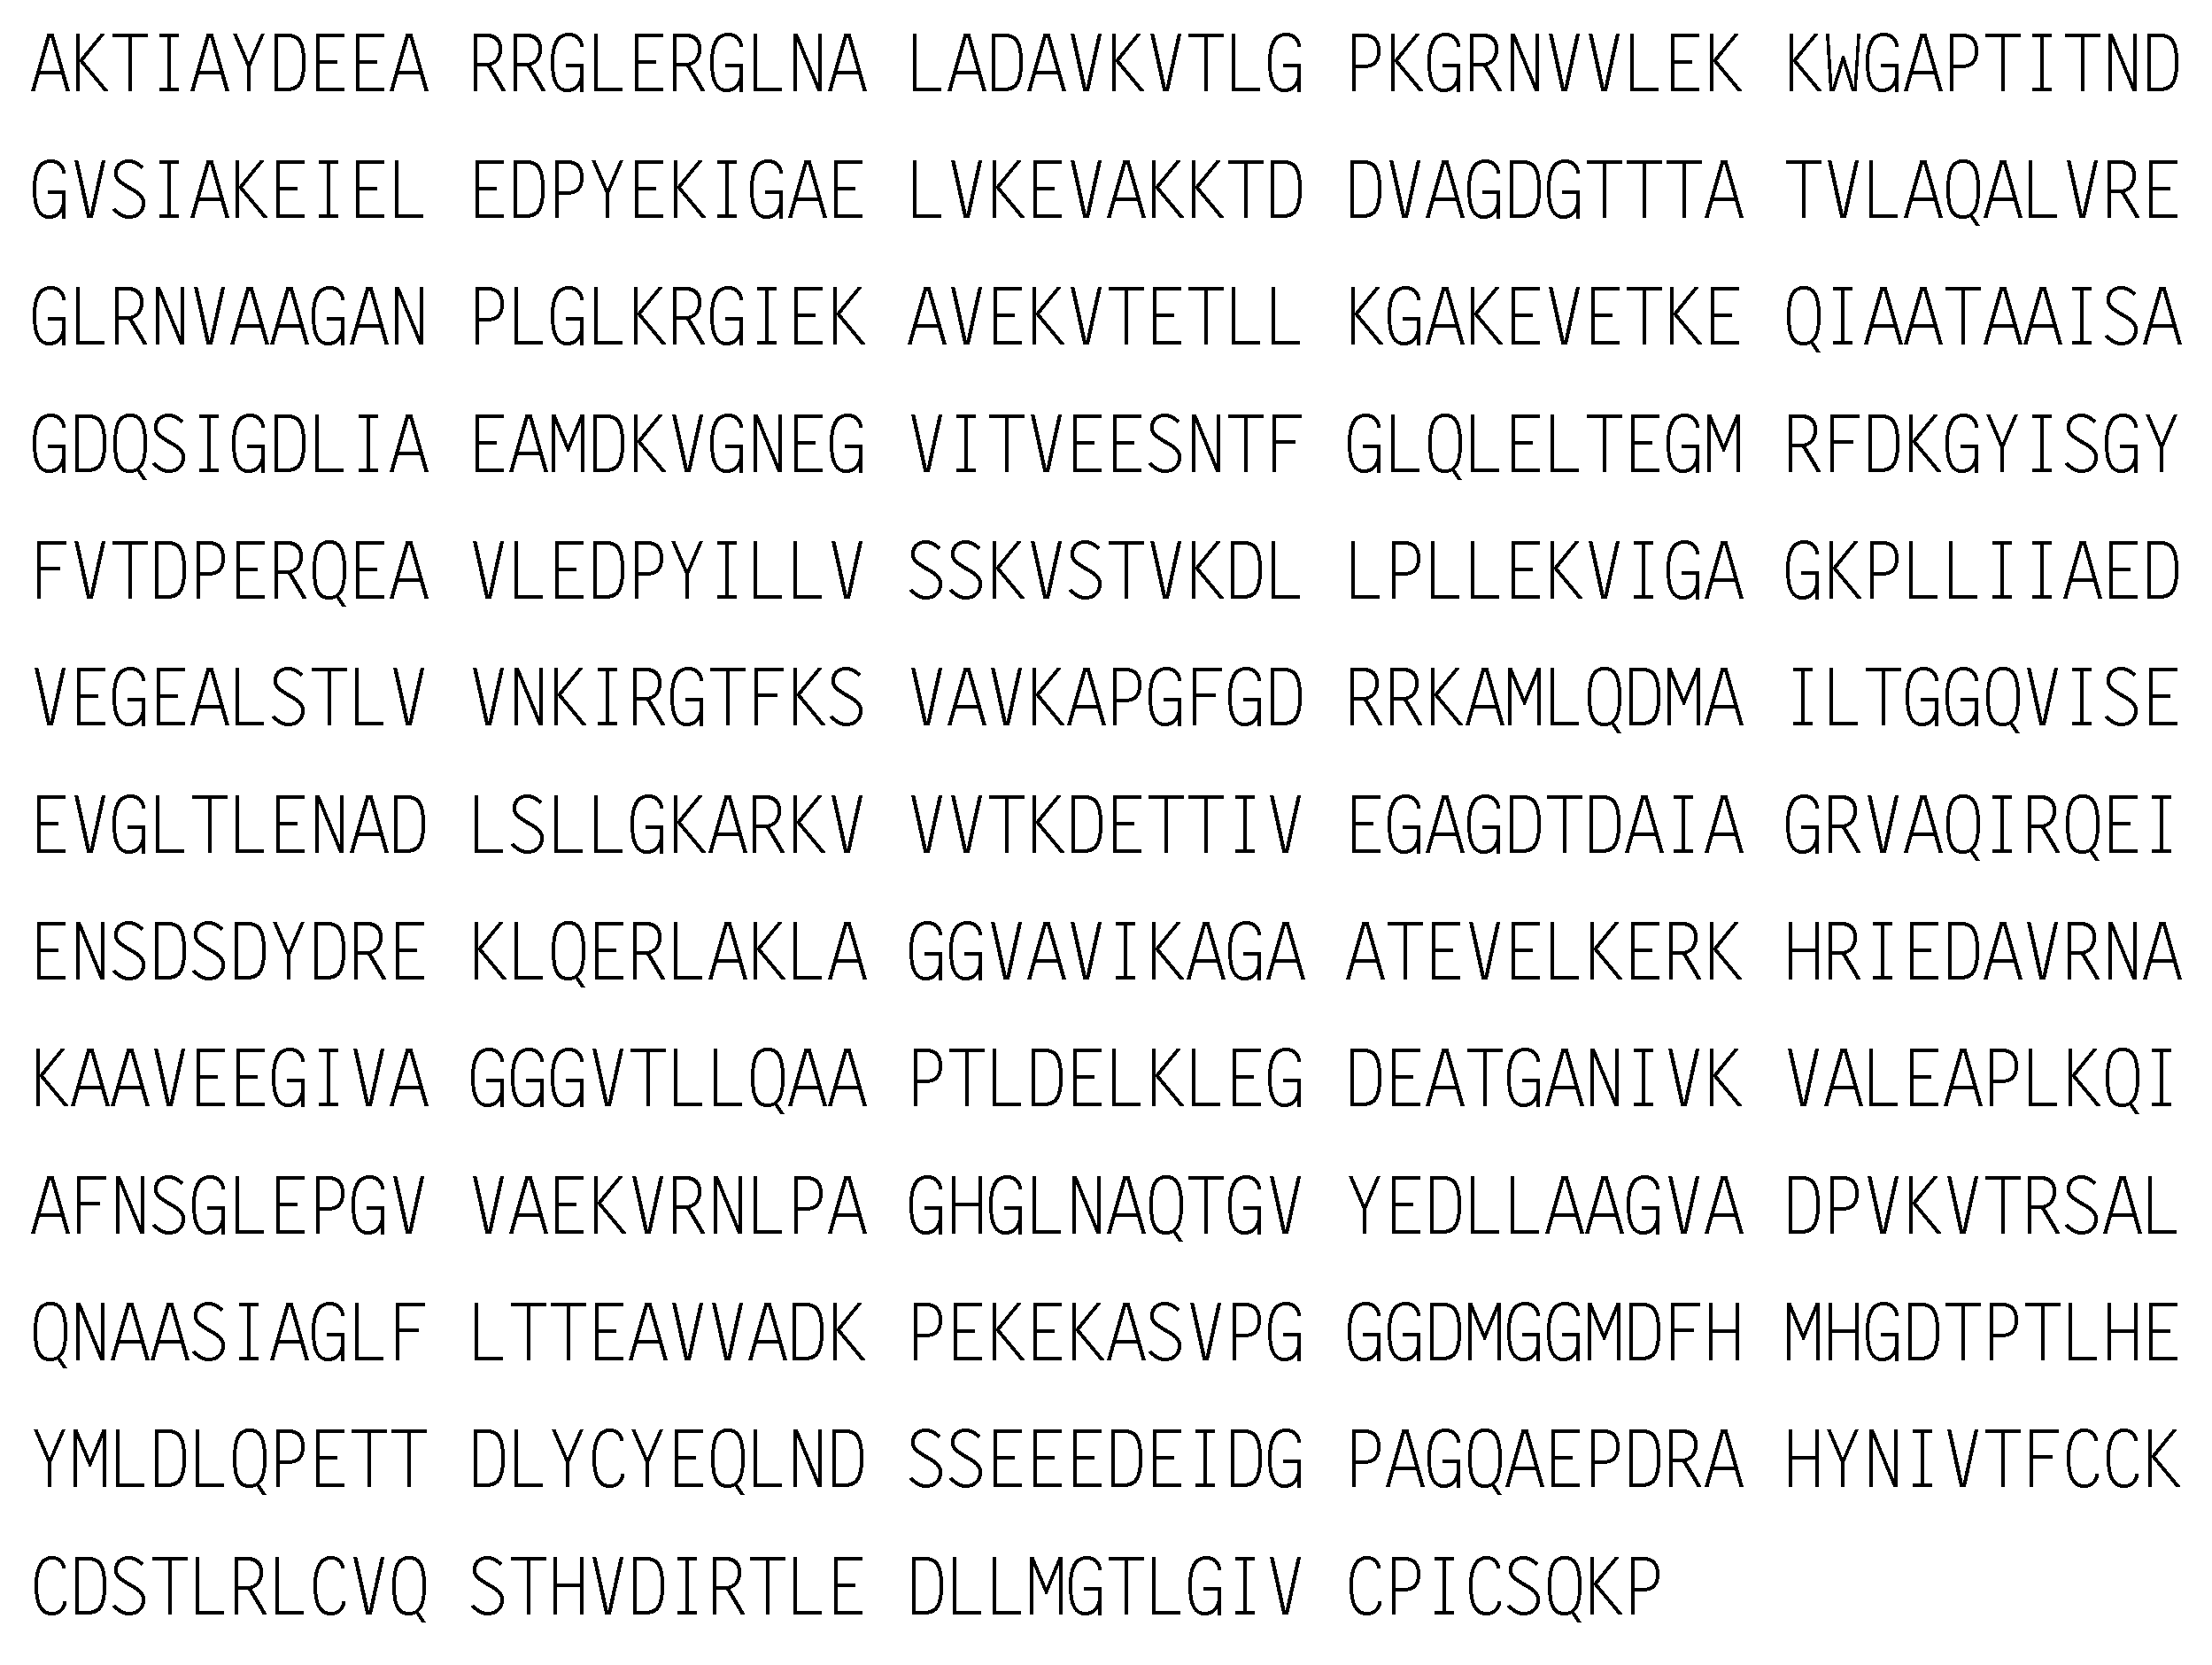 AKTIAYDEEA RRGLERGLNA LADAVKVTLG PKGRNVVLEK KWGAPTITND
GVSIAKEIEL EDPYEKIGAE LVKEVAKKTD DVAGDGTTTA TVLAQALVRE
GLRNVAAGAN PLGLKRGIEK AVEKVTETLL KGAKEVETKE QIAATAAISA
GDQSIGDLIA EAMDKVGNEG VITVEESNTF GLQLELTEGM RFDKGYISGY
FVTDPERQEA VLEDPYILLV SSKVSTVKDL LPLLEKVIGA GKPLLIIAED
VEGEALSTLV VNKIRGTFKS VAVKAPGFGD RRKAMLQDMA ILTGGQVISE
EVGLTLENAD LSLLGKARKV VVTKDETTIV EGAGDTDAIA GRVAQIRQEI
ENSDSDYDRE KLQERLAKLA GGVAVIKAGA ATEVELKERK HRIEDAVRNA
KAAVEEGIVA GGGVTLLQAA PTLDELKLEG DEATGANIVK VALEAPLKQI
AFNSGLEPGV VAEKVRNLPA GHGLNAQTGV YEDLLAAGVA DPVKVTRSAL
QNAASIAGLF LTTEAVVADK PEKEKASVPG GGDMGGMDFH MHGDTPTLHE
YMLDLQPETT DLYCYEQLND SSEEEDEIDG PAGQAEPDRA HYNIVTFCCK
CDSTLRLCVQ STHVDIRTLE DLLMGTLGIV CPICSQKP